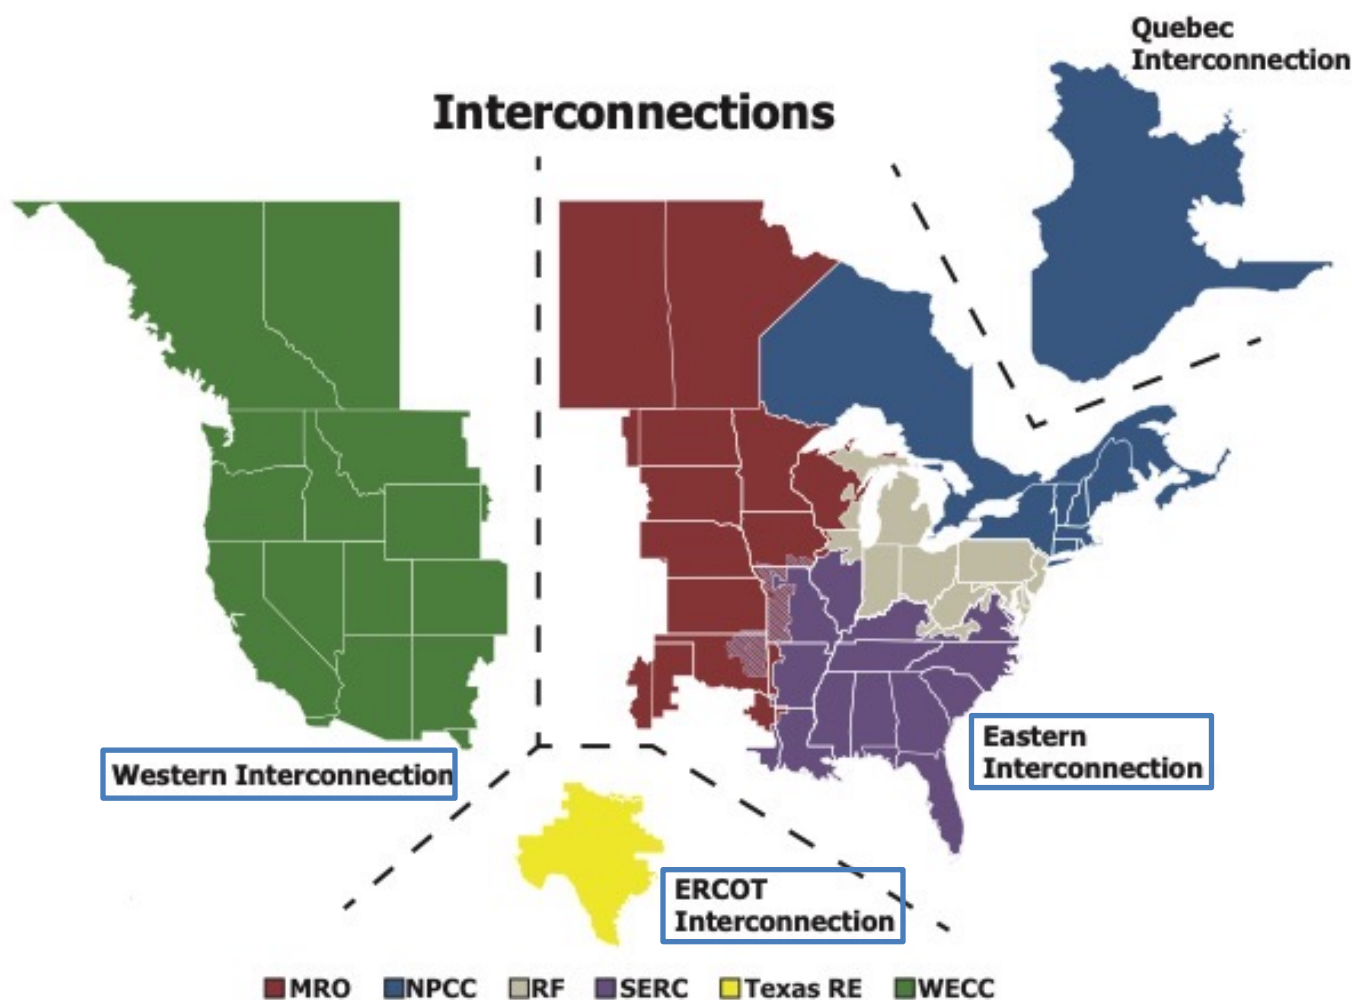 Quebec
Interconnection
Interconnections
Western Interconnection
Eastern
Interconnection
ERCOT
Interconnection
MRO NPCC RF SERC Texas RE WECC